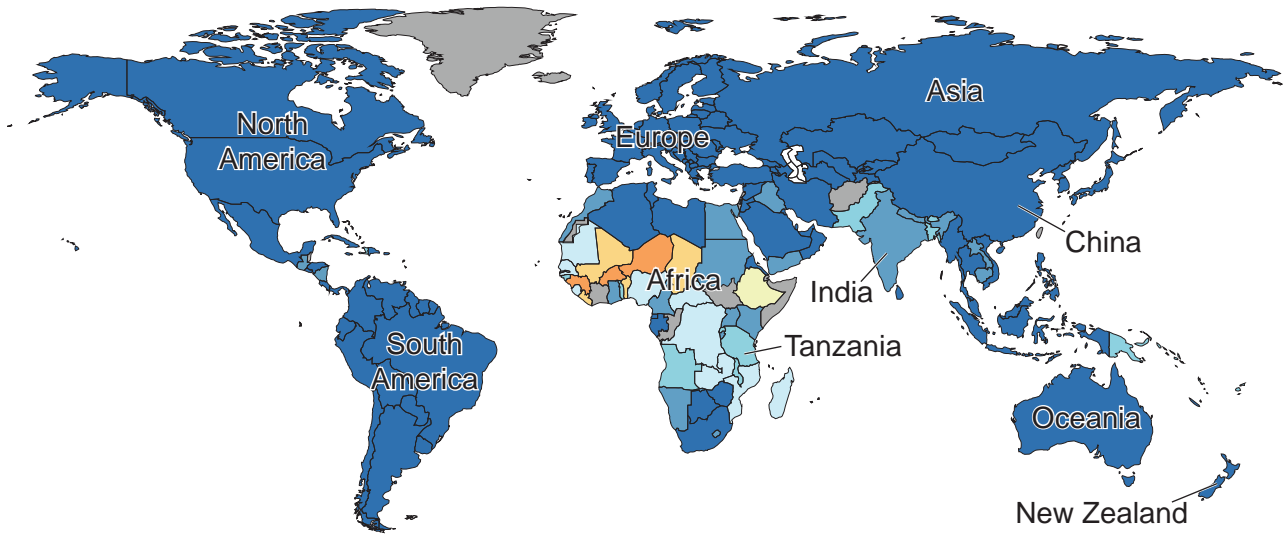 Asia
North
America
Europe
China
Africa
India
Tanzania
South
America
Oceania
New Zealand